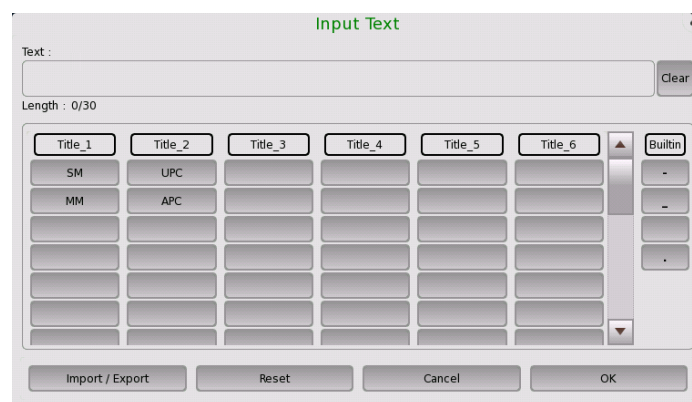 Input Text
Text :
Clear
Length : 0/30
Title_1 Title_2 Title_3 Title_4 Title_5 Title_6 Builtin
SM UPC -
MM APC _
.
Import / Export Reset Cancel OK